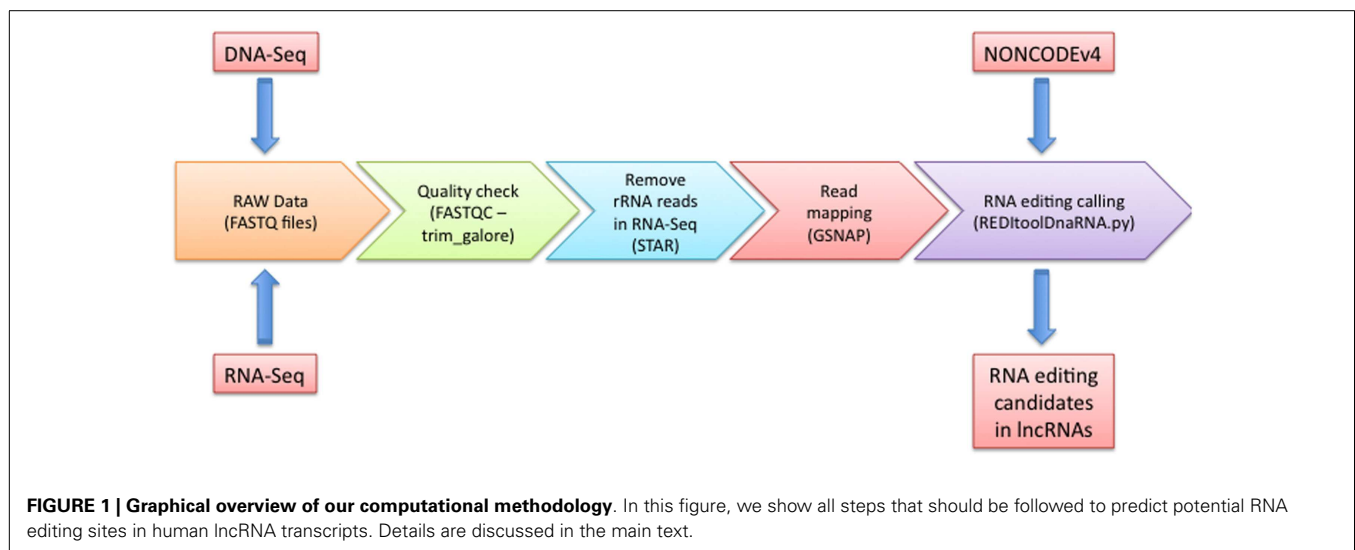 DNA-Seq
NONCODEv4
RAW Data
(FASTQ files)
Quality check
(FASTQC –
trim_galore)
Remove
rRNA reads
in RNA-Seq
(STAR)
Read
mapping
(GSNAP)
RNA editing calling
(REDItoolDnaRNA.py)
RNA-Seq
RNA editing
candidates
in lncRNAs
FIGURE 1 | Graphical overview of our computational methodology. In this figure, we show all steps that should be followed to predict potential RNA
editing sites in human lncRNA transcripts. Details are discussed in the main text.